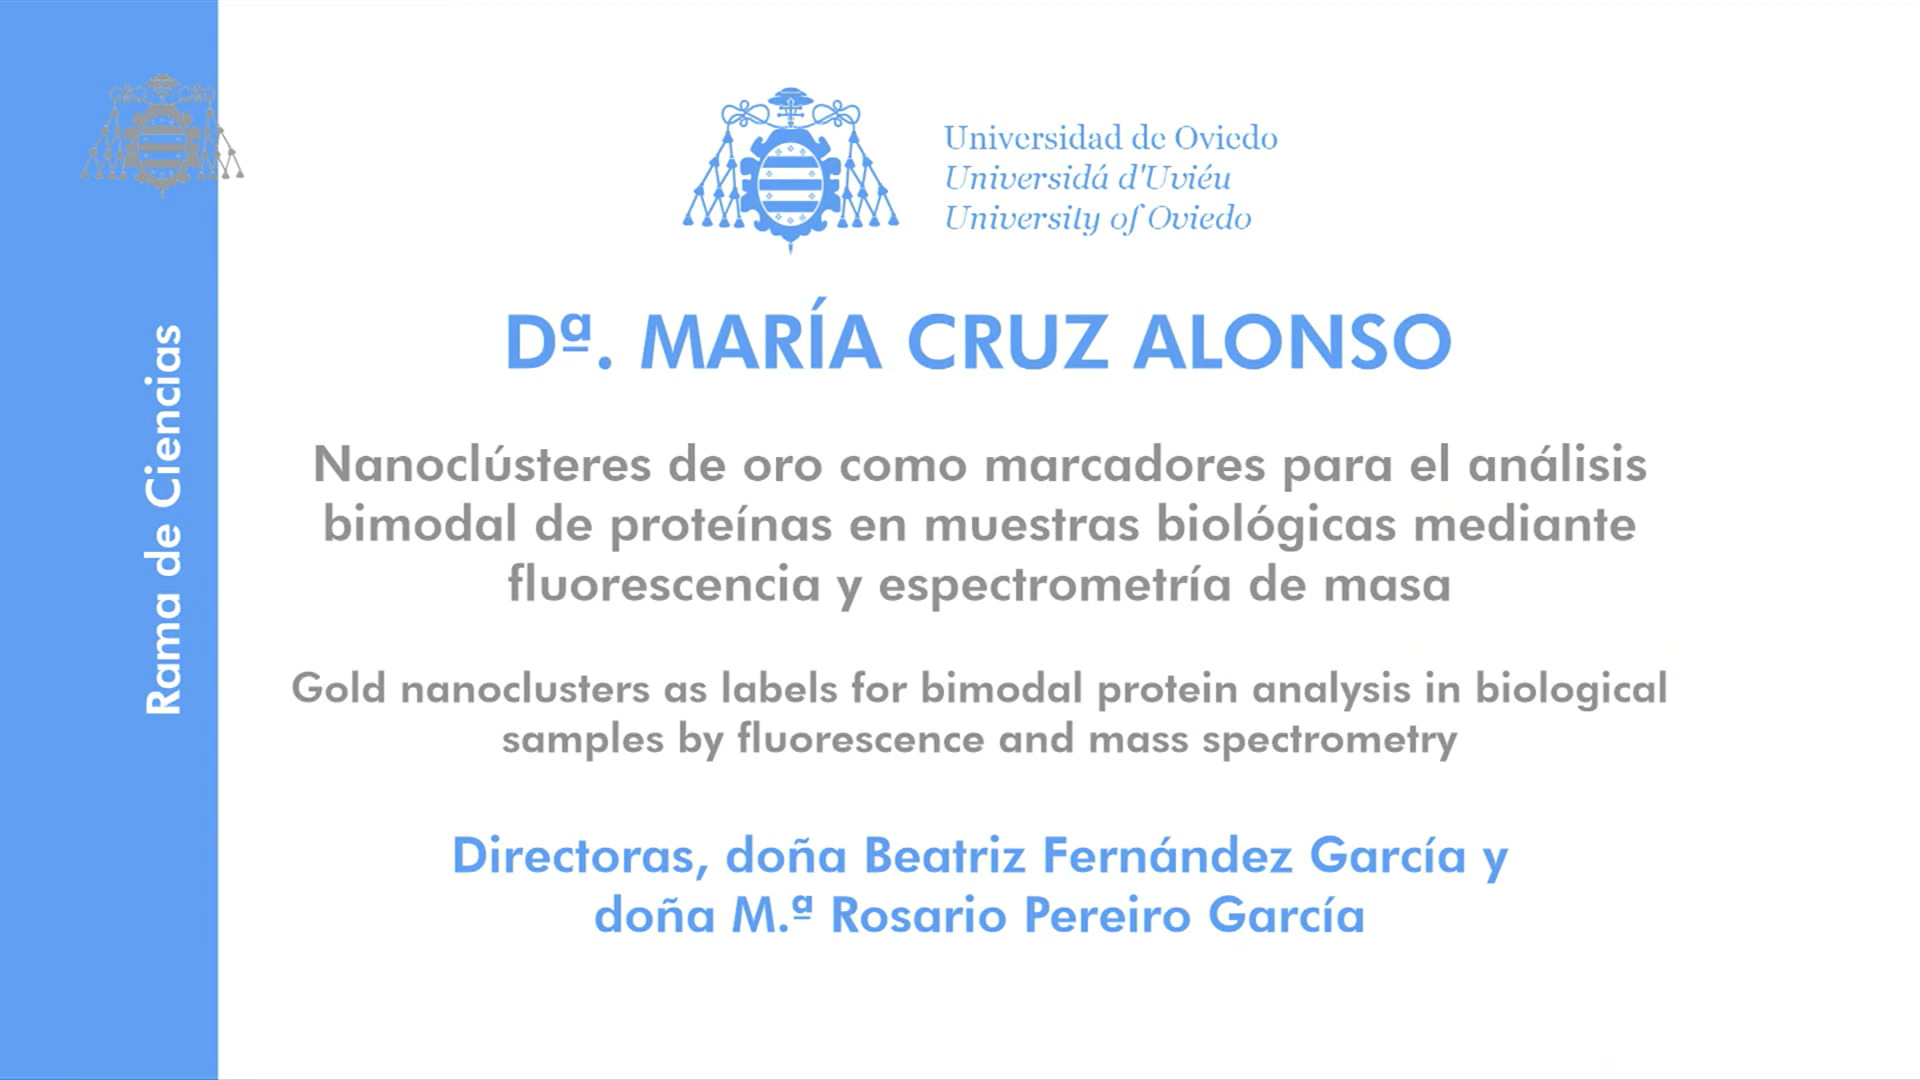 Rama de Ciencias
Universidad de Oviedo
Universidá d'Uviéu
University of Oviedo
Dª. MARÍA CRUZ ALONSO
Nanoclústeres de oro como marcadores para el análisis
bimodal de proteínas en muestras biológicas mediante
fluorescencia y espectrometría de masa
Gold nanoclusters as labels for bimodal protein analysis in biological
samples by fluorescence and mass spectrometry
Directoras, doña Beatriz Fernández García y
doña M.ª Rosario Pereiro García